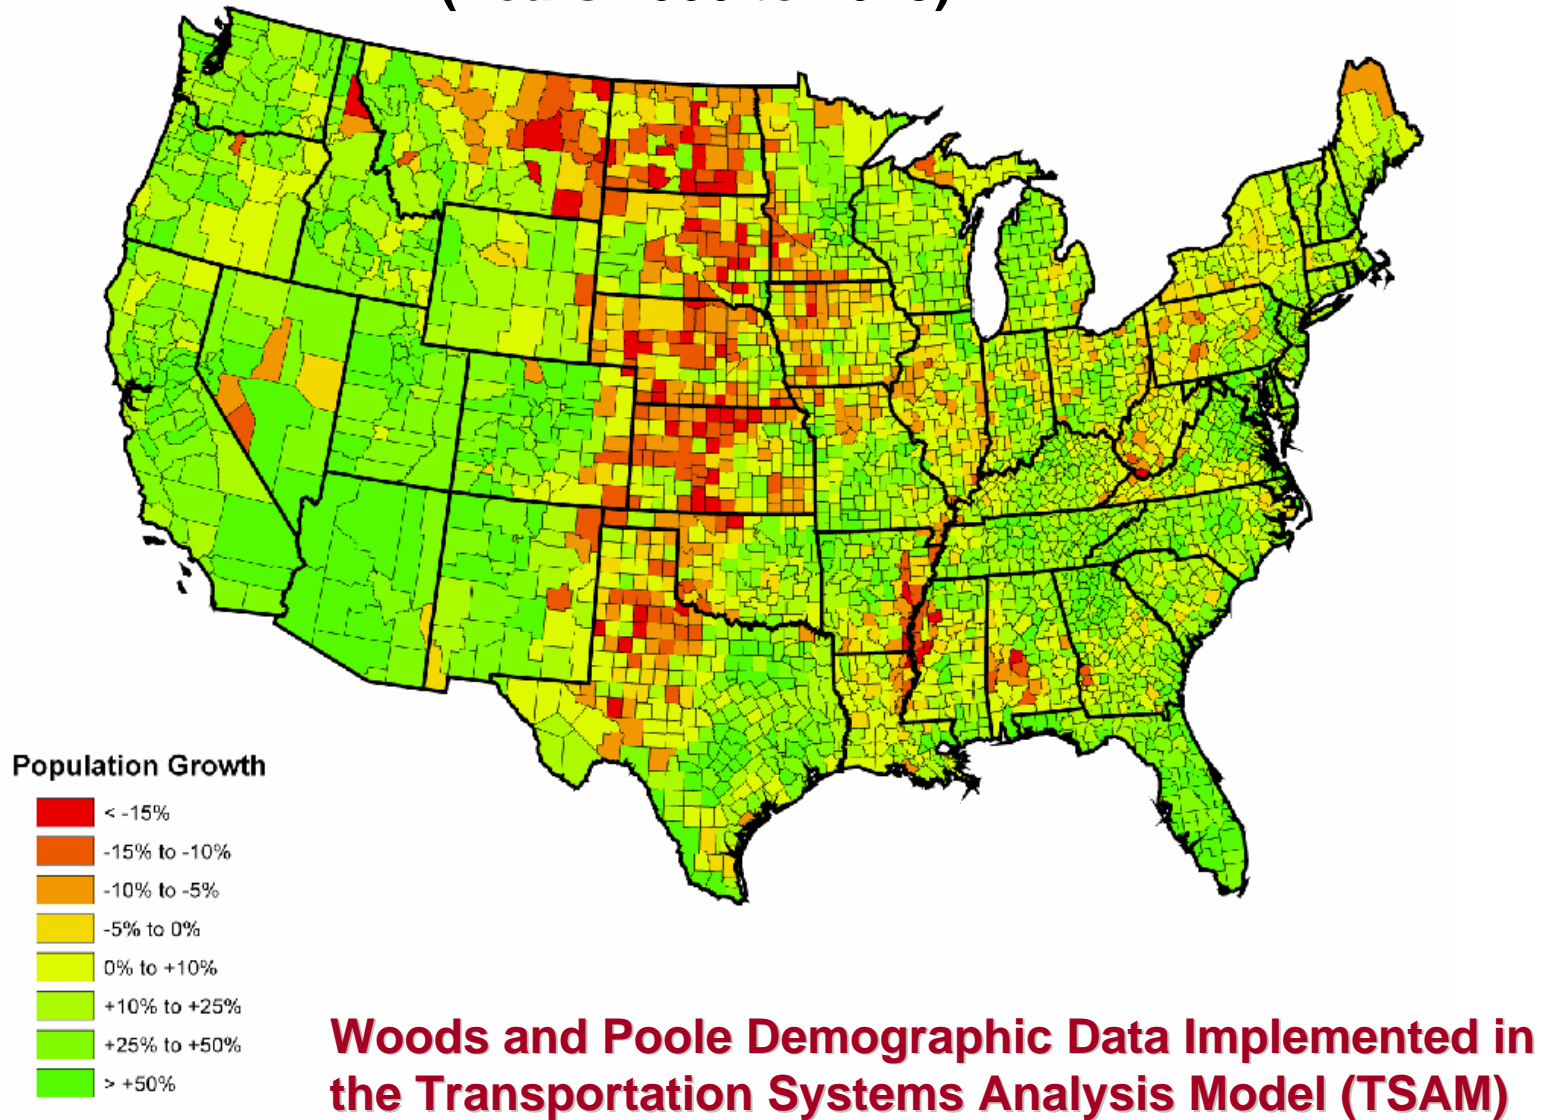 Population Growth
< -15%
-15% to -10%
-10% to -5%
-5% to 0%
0% to +10%
+10% to +25%
+25% to +50%
> +50%
Woods and Poole Demographic Data Implemented in
the Transportation Systems Analysis Model (TSAM)